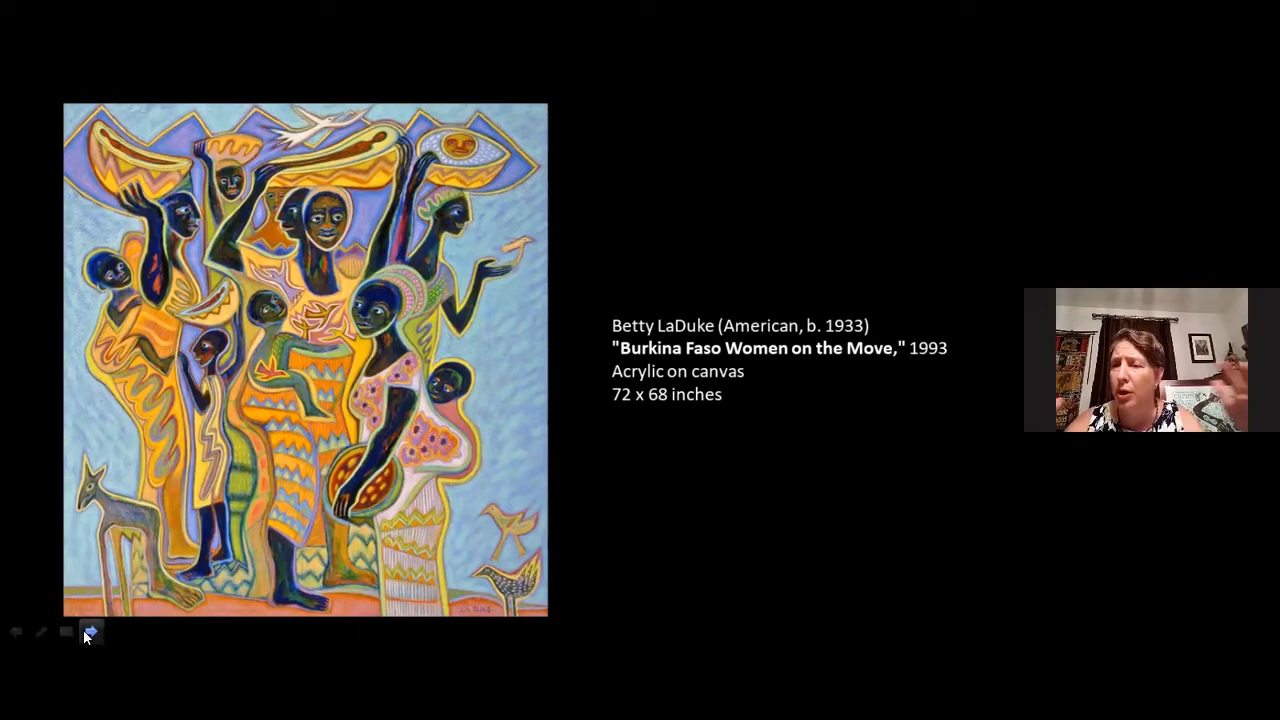 Betty LaDuke (American, b. 1933)
"Burkina Faso Women on the Move," 1993
Acrylic on canvas
72 x 68 inches